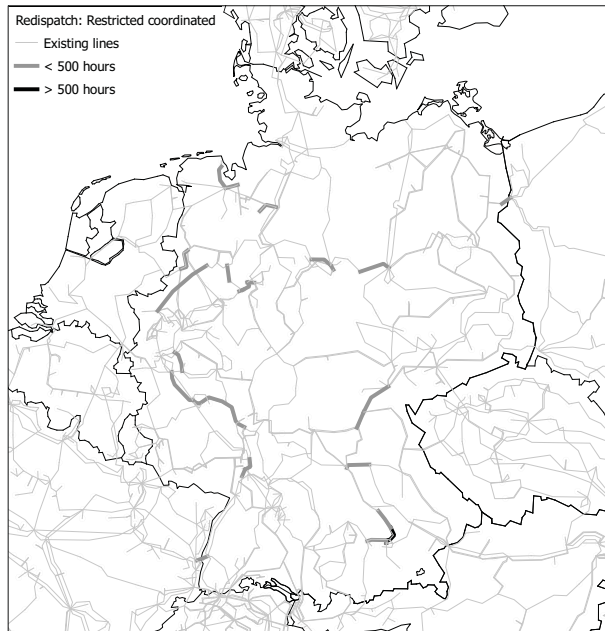 Redispatch: Restricted coordinated
Existing lines
< 500 hours
> 500 hours